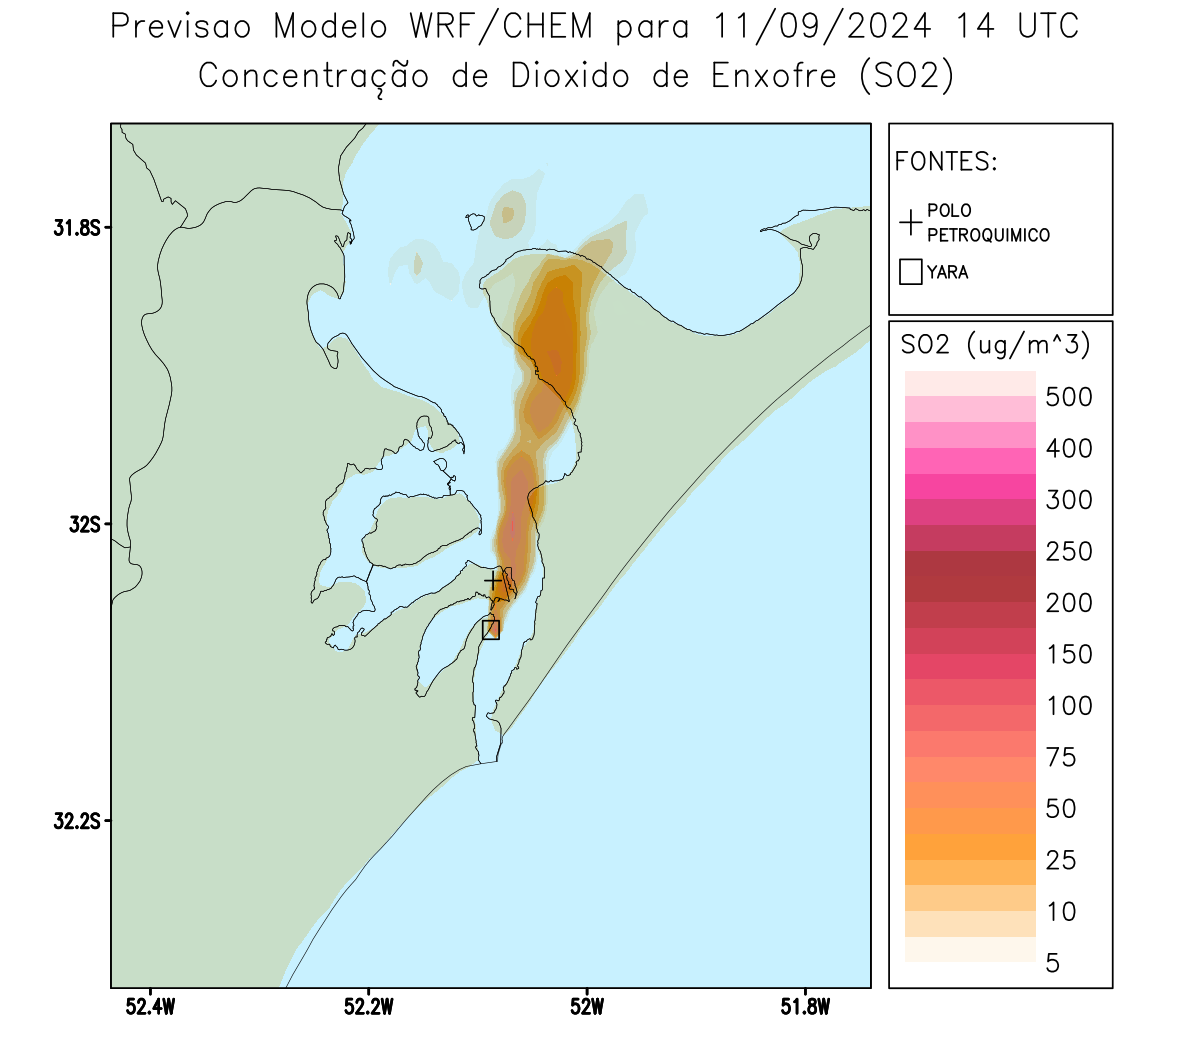 Previsao Modelo WRF/CHEM para 11/09/2024 14 UTC
Concentração de Dioxido de Enxofre (SO2)
31.8S
32S
32.2S
52.4W
52.2W
52W
51.8W
FONTES:
POLO
PETROQUIMICO
YARA
SO2 (ug/m^3)
500
400
300
250
200
150
100
75
50
25
10
5